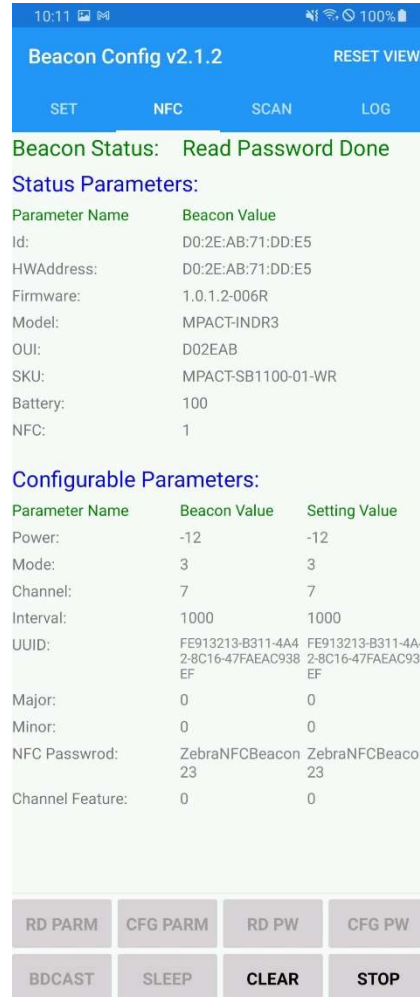 10:11 100%
Beacon Config v2.1.2 RESET VIEW
SET NFC SCAN LOG
Beacon Status: Read Password Done
Status Parameters:
Parameter Name Beacon Value
Id: D0:2E:AB:71:DD:E5
HWAddress: D0:2E:AB:71:DD:E5
Firmware: 1.0.1.2-006R
Model: MPACT-INDR3
OUI: D02EAB
SKU: MPACT-SB1100-01-WR
Battery: 100
NFC: 1
Configurable Parameters:
Parameter Name Beacon Value Setting Value
Power: -12 -12
Mode: 3 3
Channel: 7 7
Interval: 1000 1000
UUID: FE913213-B311-4A4 FE913213-B311-4A4
2-8C16-47FAEAC938 2-8C16-47FAEAC93
EF EF
Major: 0 0
Minor: 0 0
NFC Passwrod: ZebraNFCBeacon ZebraNFCBeaco
23 23
Channel Feature: 0 0
RD PARM CFG PARM RD PW CFG PW
BDCAST SLEEP CLEAR STOP